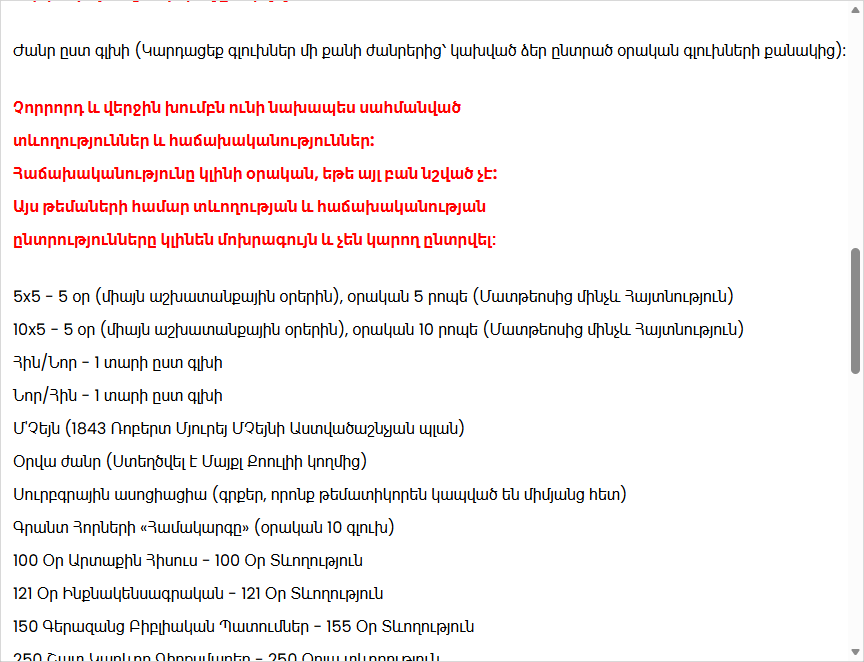 Ժանր ըստ գլխի (Կարդացեք գլուխներ մի քանի ժանրերից՝ կախված ձեր ընտրած օրական գլուխների քանակից):
Չորրորդ և վերջին խումբն ունի նախապես սահմանված
տևողություններ և հաճախականություններ:
Հաճախականությունը կլինի օրական, եթե այլ բան նշված չէ:
Այս թեմաների համար տևողության և հաճախականության
ընտրությունները կլինեն մոխրագույն և չեն կարող ընտրվել:
5x5 - 5 օր (միայն աշխատանքային օրերին), օրական 5 րոպե (Մատթեոսից մինչև Հայտնություն)
10x5 - 5 օր (միայն աշխատանքային օրերին), օրական 10 րոպե (Մատթեոսից մինչև Հայտնություն)
Հին/Նոր - 1 տարի ըստ գլխի
Նոր/Հին - 1 տարի ըստ գլխի
Մ'Չեյն (1843 Ռոբերտ Մյուրեյ ՄՉեյնի Աստվածաշնչյան պլան)
Օրվա ժանր (Ստեղծվել է Մայքլ Քոուլիի կողմից)
Սուրբգրային ասոցիացիա (գրքեր, որոնք թեմատիկորեն կապված են միմյանց հետ)
Գրանտ Հորների «Համակարգը» (օրական 10 գլուխ)
100 Օր Արտաքին Հիսուս - 100 Օր Տևողություն
121 Օր Ինքնակենսագրական - 121 Օր Տևողություն
150 Գերազանց Բիբլիական Պատումներ - 155 Օր Տևողություն